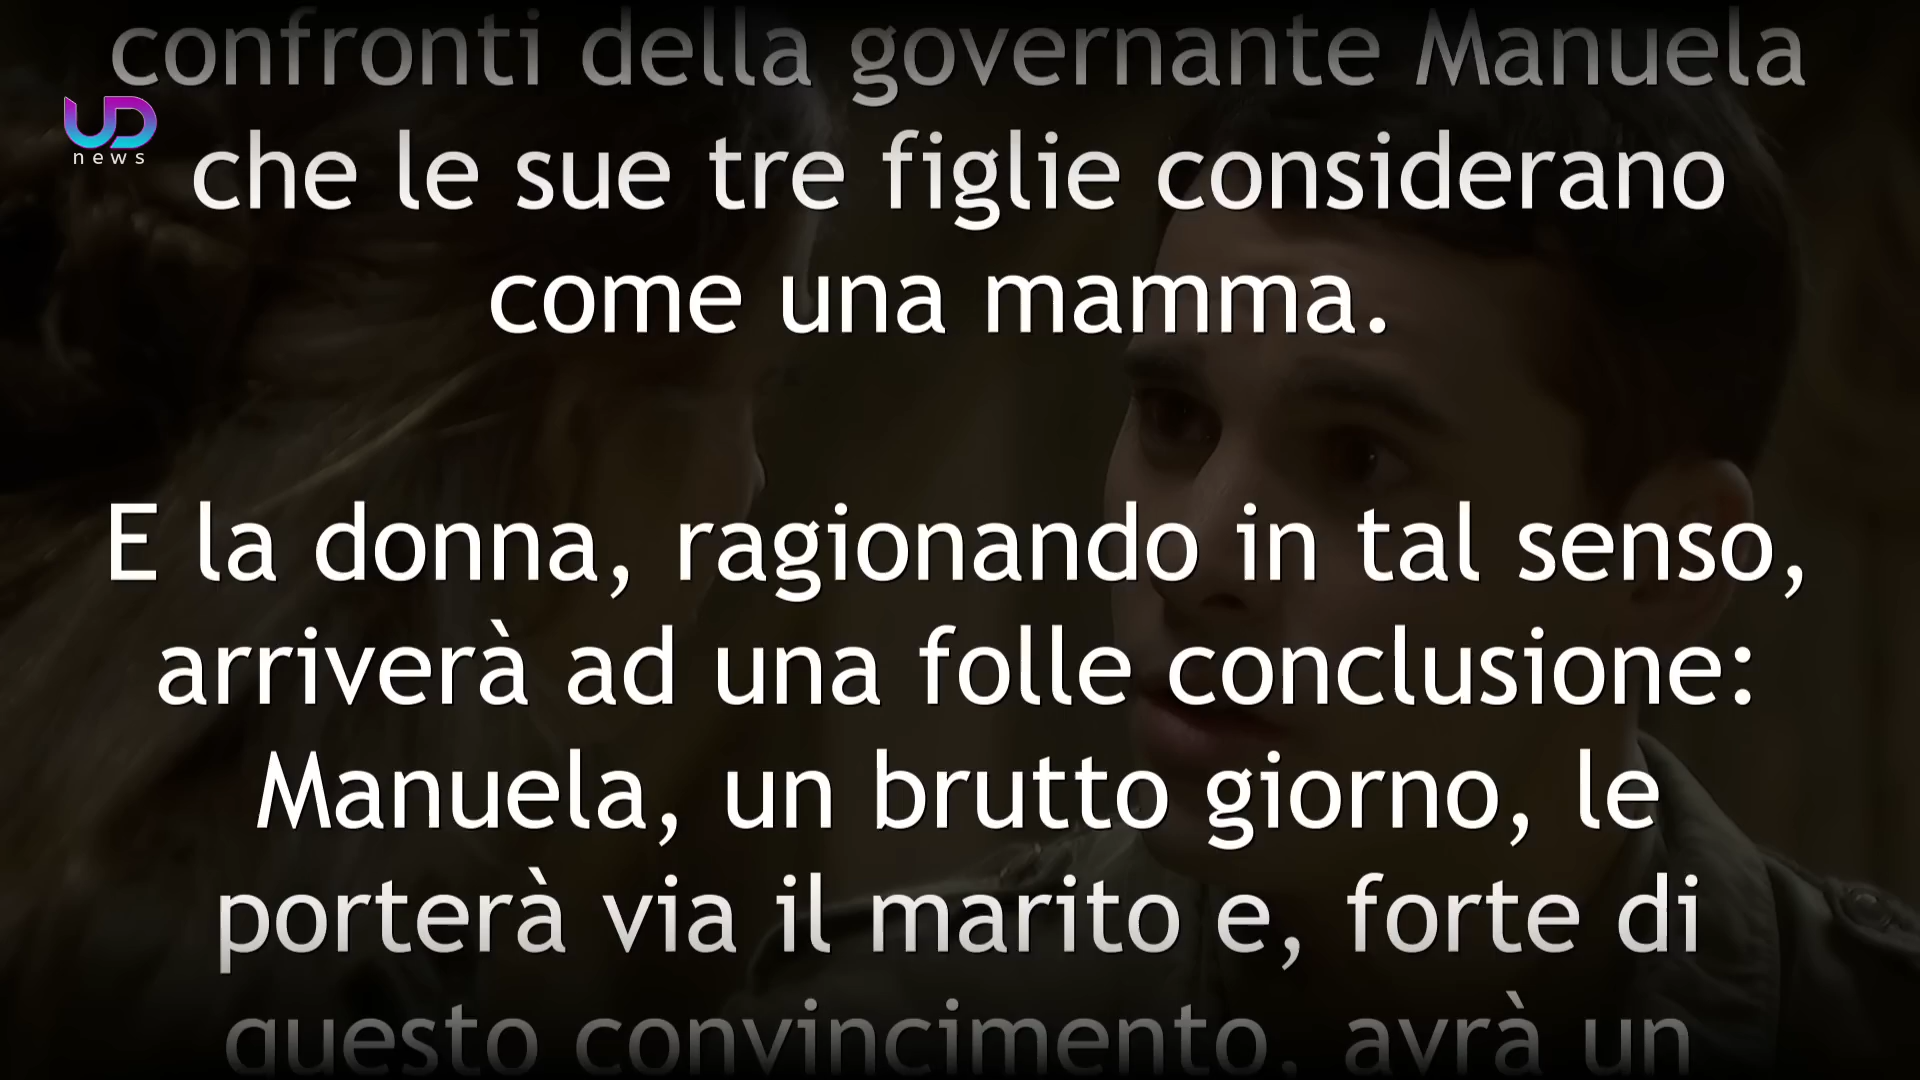 confronti della governante Manuela
UD
news
che le sue tre figlie considerano
come una mamma.
E la donna, ragionando in tal senso,
arriverà ad una folle conclusione:
Manuela, un brutto giorno, le
porterà via il marito e, forte di
questo convincimento, avrà un